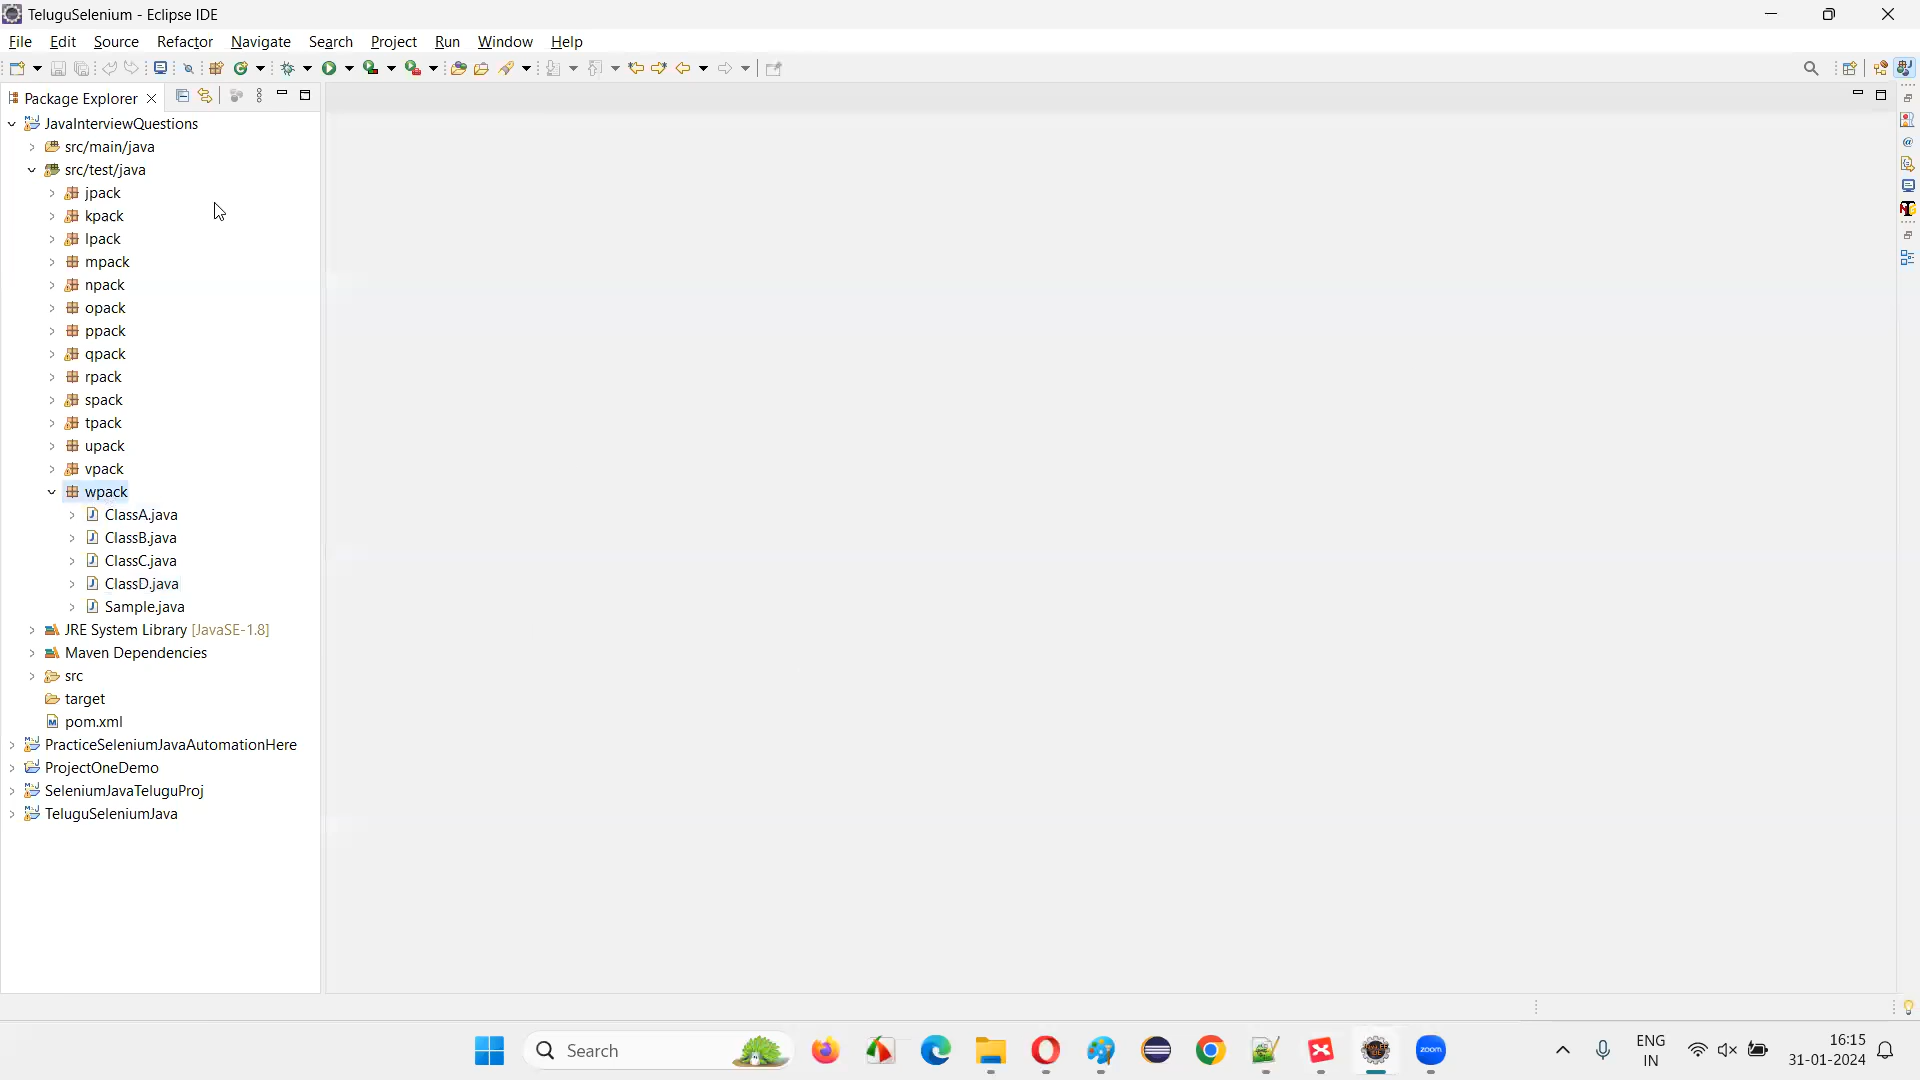 TeluguSelenium - Eclipse IDE
File Edit Source Refactor Navigate Search Project Run Window Help
Package Explorer
JavaInterviewQuestions
src/main/java
src/test/java
jpack
kpack
lpack
mpack
npack
opack
ppack
qpack
rpack
spack
tpack
upack
vpack
wpack
ClassA.java
ClassB.java
ClassC.java
ClassD.java
Sample.java
JRE System Library [JavaSE-1.8]
Maven Dependencies
src
target
pom.xml
PracticeSeleniumJavaAutomationHere
ProjectOneDemo
SeleniumJavaTeluguProj
TeluguSeleniumJava
Search
zoom
ENG
IN
16:15
31-01-2024